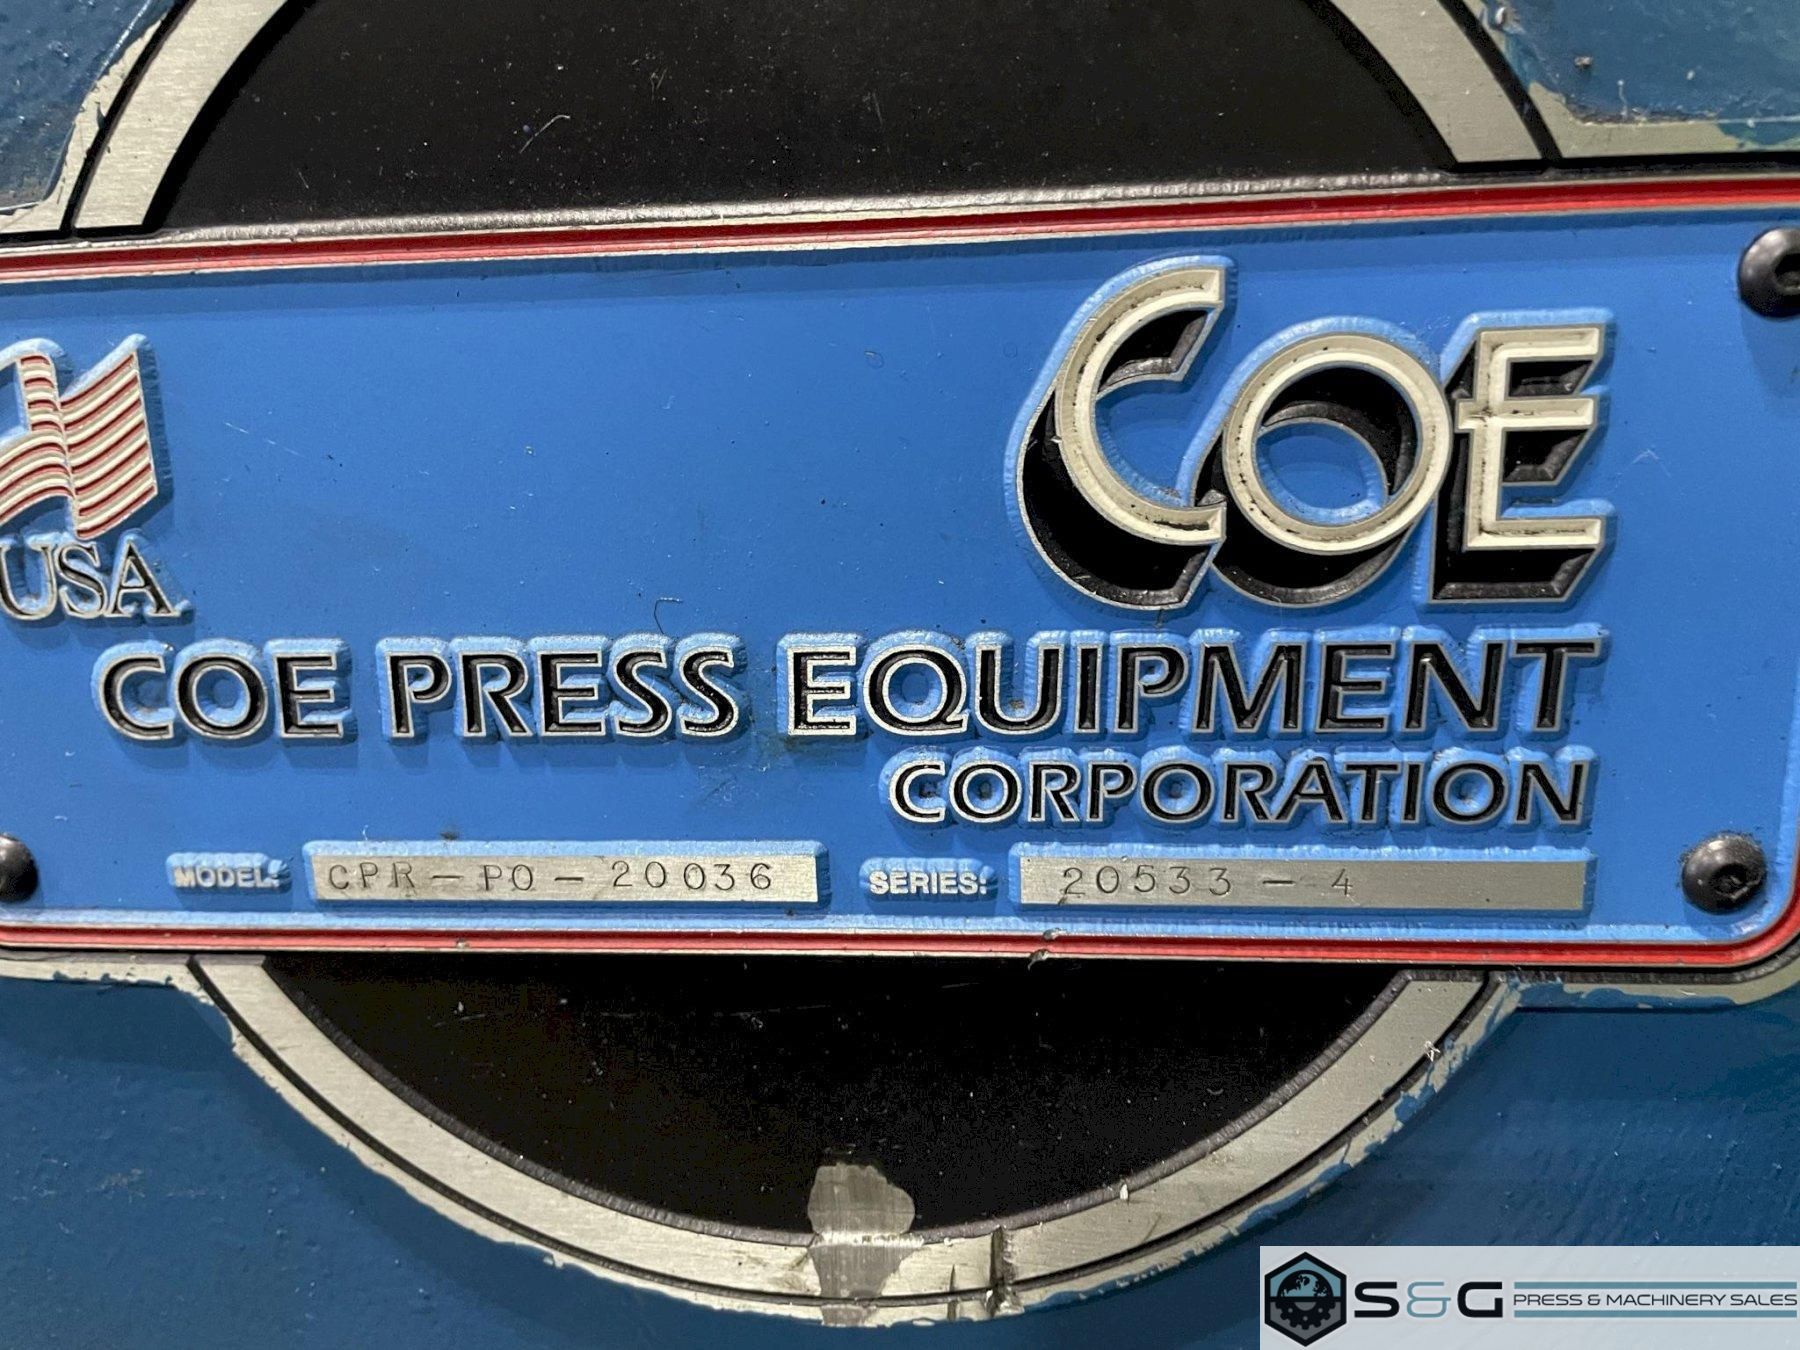 COE
USA
COE PRESS EQUIPMENT
CORPORATION
MODEL: CPR-PO-20036 SERIES: 20533-4
S&G PRESS & MACHINERY SALES